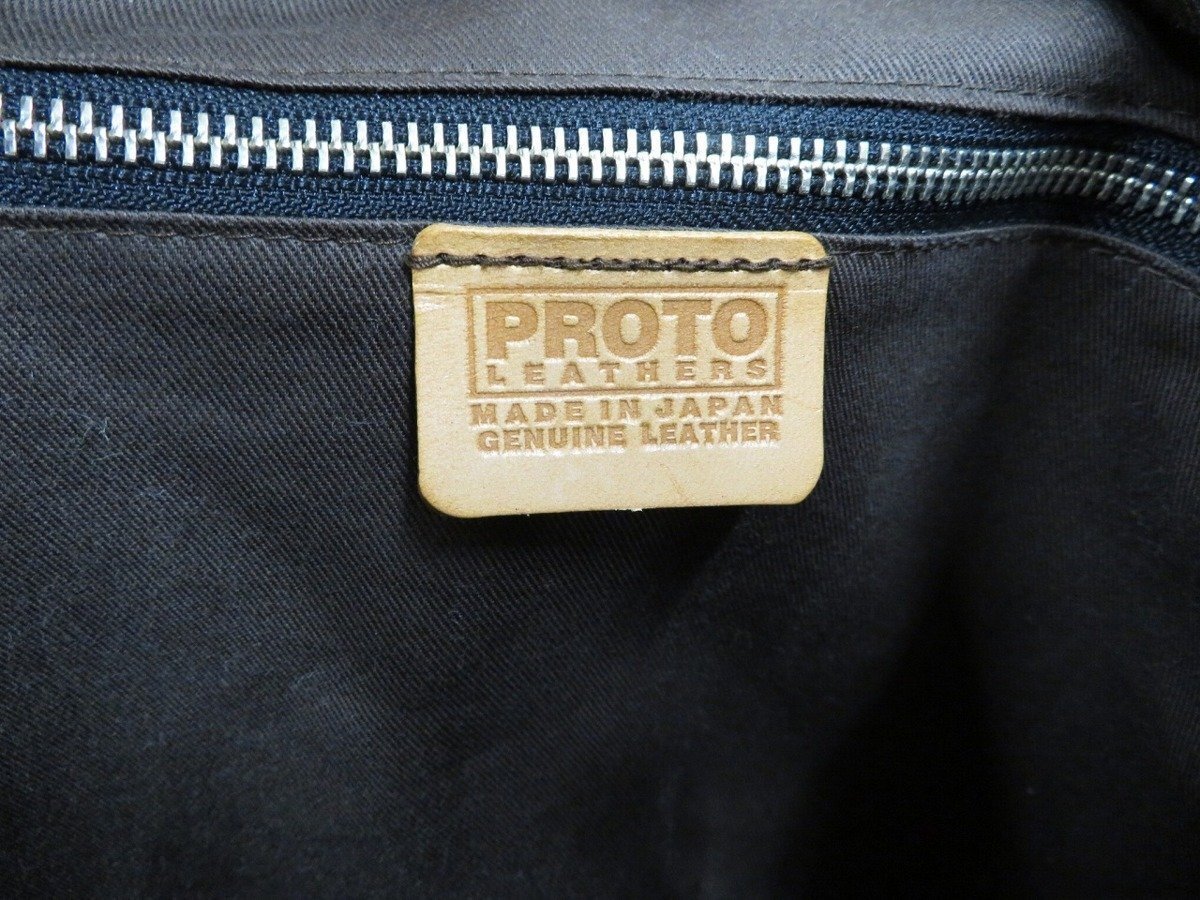 PROTO
LEATHERS
MADE IN JAPAN
GENUINE LEATHER